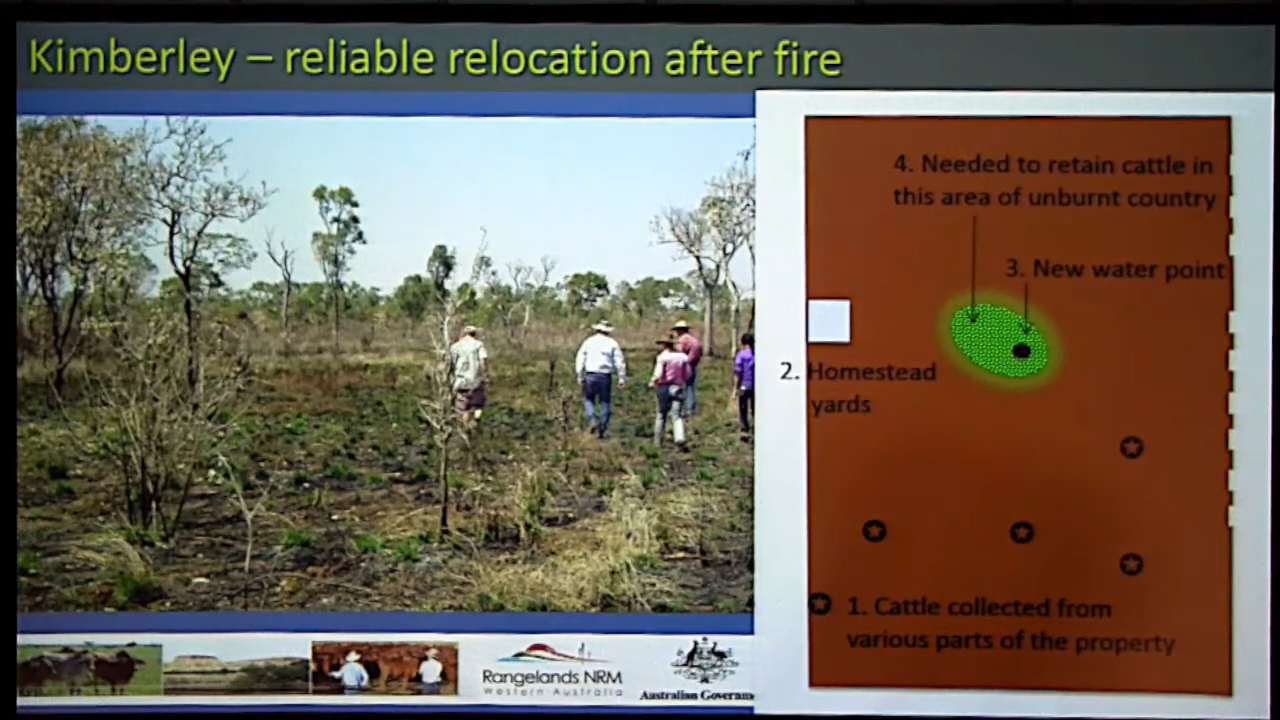 Kimberley – reliable relocation after fire
4. Needed to retain cattle in
this area of unburnt country
3. New water point
2. Homestead
yards
1. Cattle collected from
various parts of the property
Rangelands NRM
Western Australia
Australian Governm